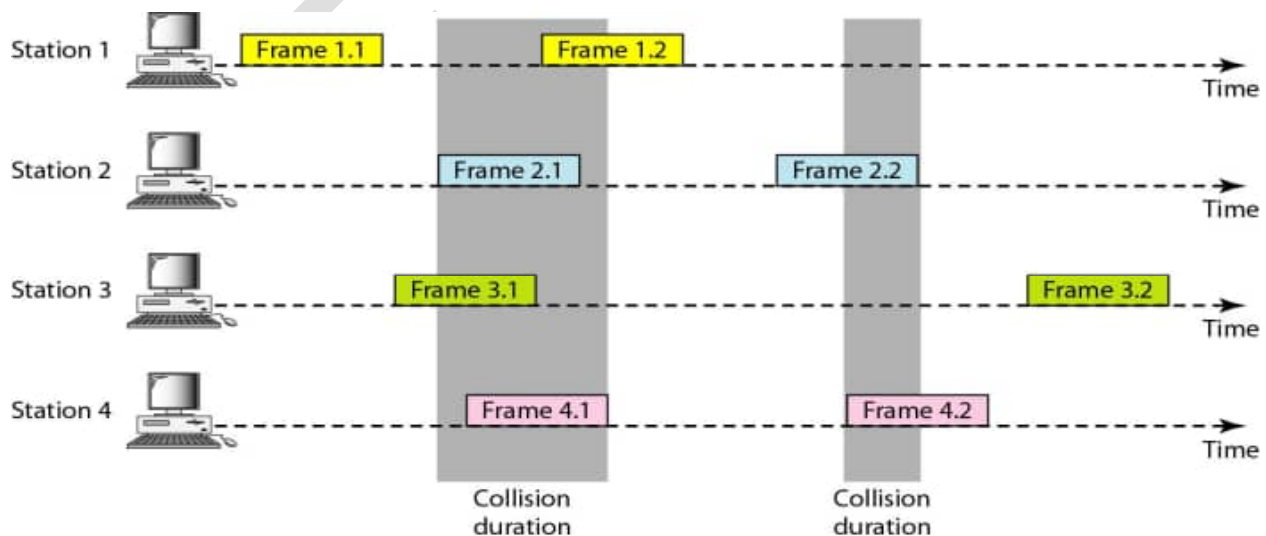 Station 1
Frame 1.1
Frame 1.2
Time
Station 2
Frame 2.1
Frame 2.2
Time
Station 3
Frame 3.1
Frame 3.2
Time
Station 4
Frame 4.1
Frame 4.2
Time
Collision
duration
Collision
duration